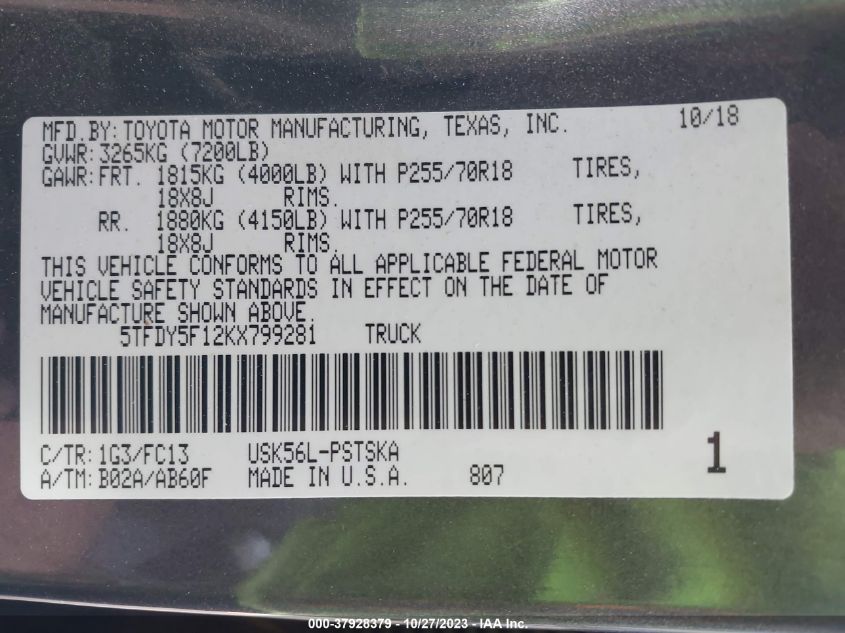 MFD.BY: TOYOTA MOTOR MANUFACTURING, TEXAS, INC. 10/18
GVWR: 3265KG (7200LB)
GAWR: FRT. 1815KG (4000LB) WITH P255/70R18 TIRES,
18X8J RIMS.
RR. 1880KG (4150LB) WITH P255/70R18 TIRES,
18X8J RIMS.
THIS VEHICLE CONFORMS TO ALL APPLICABLE FEDERAL MOTOR
VEHICLE SAFETY STANDARDS IN EFFECT ON THE DATE OF
MANUFACTURE SHOWN ABOVE.
5TFDY5F12KX799281 TRUCK
C/TR: 1G3/FC13 USK56L-PSTSKA 1
A/TM: B02A/AB60F MADE IN U.S.A. 807
000-37928379 - 10/27/2023 - IAA Inc.